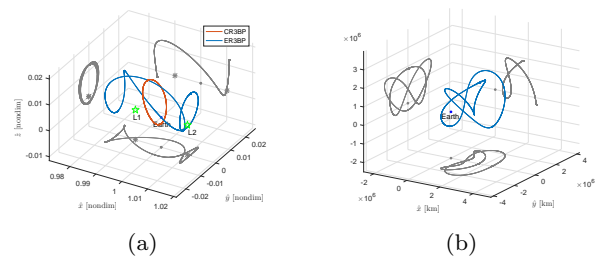 CR3BP
ER3BP
0.02
0.01
0
-0.01
ẑ [nondim]
L1
Earth
L2
0.98
0.99
1
1.01
1.02
x̂ [nondim]
-0.02
-0.01
0
0.01
0.02
ŷ [nondim]
(a)
×10⁶
4
3
2
1
0
-1
-2
Earth
-2
0
2
4
×10⁶
x̂ [km]
-4
-2
0
2
4
×10⁶
ŷ [km]
(b)